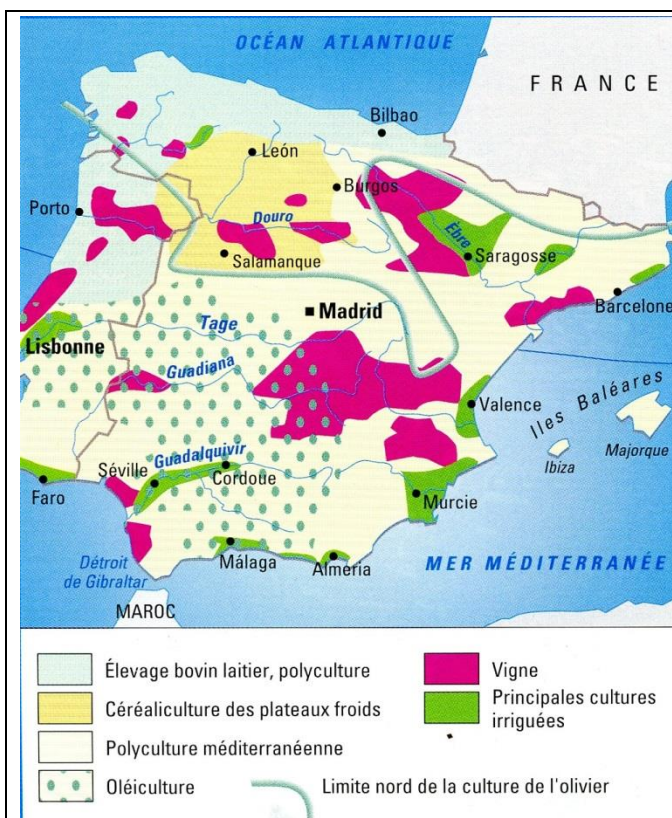 OCÉAN ATLANTIQUE
FRANCE
Bilbao
León
Burgos
Porto
Douro
Èbre
Saragosse
Salamanque
Barcelone
Madrid
Tage
Lisbonne
Guadiana
Iles Baléares
Valence
Majorque
Ibiza
Guadalquivir
Séville
Cordoue
Faro
Murcie
Détroit
de Gibraltar
Málaga
Almeria
MER MÉDITERRANÉE
MAROC
Élevage bovin laitier, polyculture
Céréaliculture des plateaux froids
Polyculture méditerranéenne
Oléiculture
Vigne
Principales cultures
irriguées
Limite nord de la culture de l'olivier